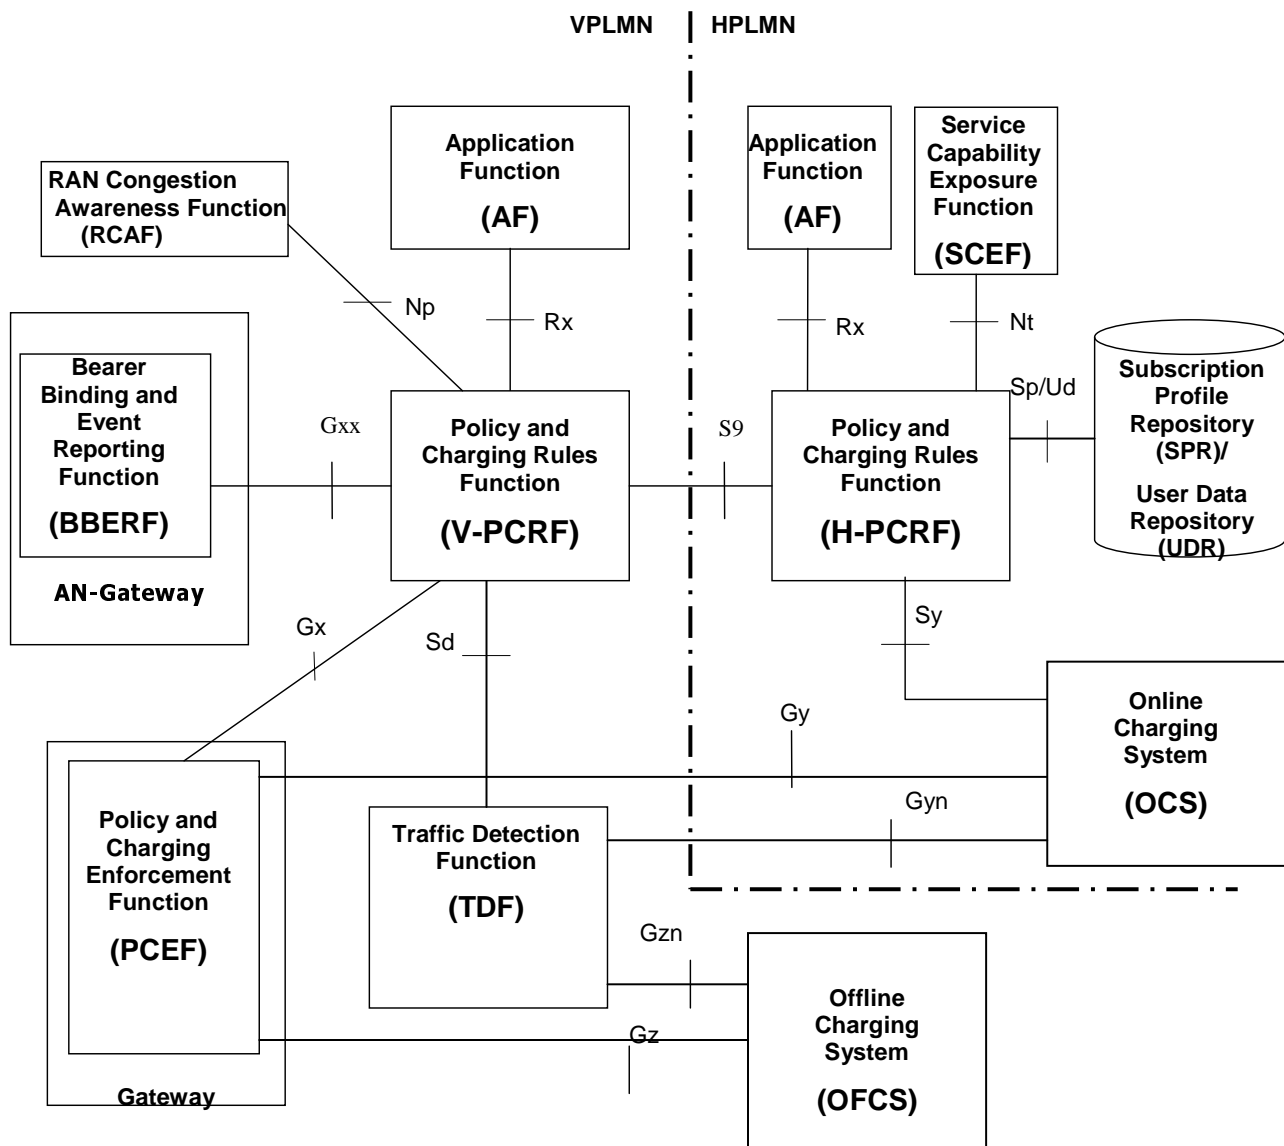 VPLMN
HPLMN
Application
Function
(AF)
Application
Function
(AF)
Service
Capability
Exposure
Function
(SCEF)
RAN Congestion
Awareness Function
(RCAF)
Np
Rx
Rx
Nt
Bearer
Binding and
Event
Reporting
Function
(BBERF)
AN-Gateway
Gxx
Policy and
Charging Rules
Function
(V-PCRF)
S9
Policy and
Charging Rules
Function
(H-PCRF)
Sp/Ud
Subscription
Profile
Repository
(SPR)/
User Data
Repository
(UDR)
Gx
Sd
Sy
Gy
Gyn
Online
Charging
System
(OCS)
Policy and
Charging
Enforcement
Function
(PCEF)
Gateway
Traffic Detection
Function
(TDF)
Gzn
Gz
Offline
Charging
System
(OFCS)